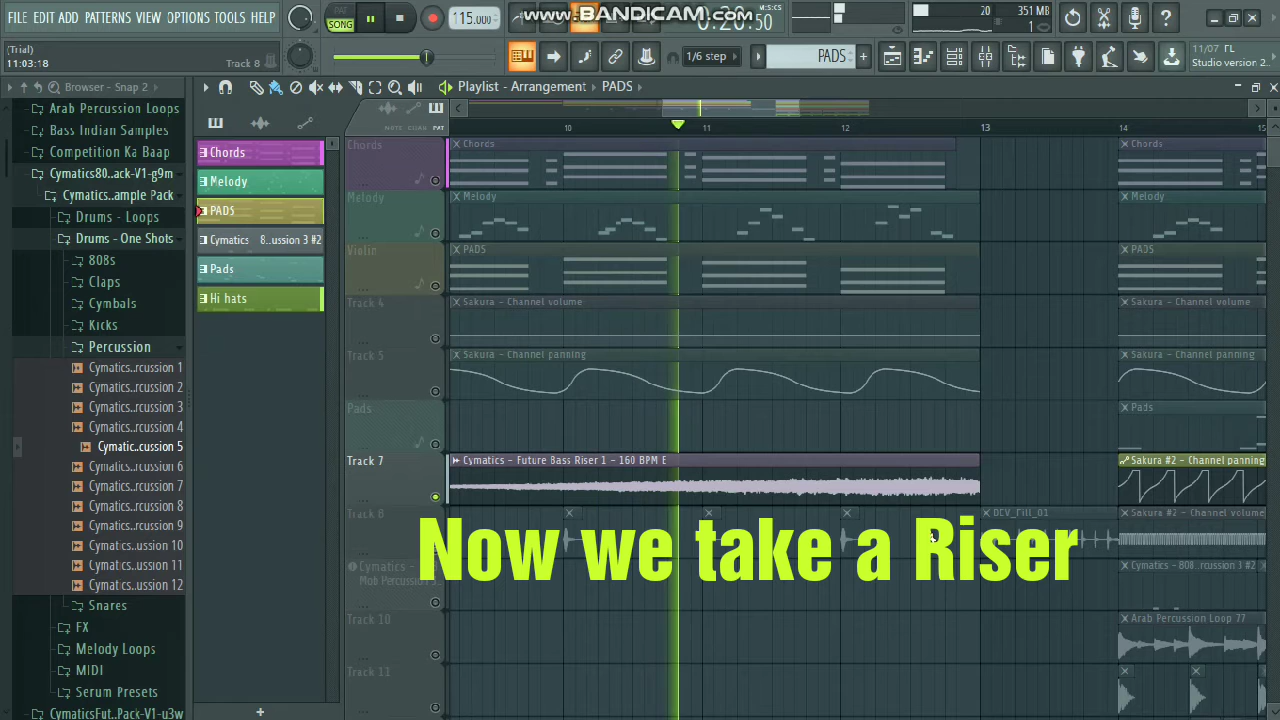 FILE EDIT ADD PATTERNS VIEW OPTIONS TOOLS HELP
PAT
SONG
115.000
www.BANDICAM.com
0:20:50
M:S:CS
20
351 MB
(Trial)
11:03:18
Track 8
1/6 step
PADS
11/07 FL
Studio version 2..
Browser - Snap 2
Playlist - Arrangement
PADS
NOTE
PAT
10
11
12
13
14
15
Arab Percussion Loops
Bass Indian Samples
Competition Ka Baap
Cymatics80...ack-V1-g9m
Cymatics...ample Pack
Drums - Loops
Drums - One Shots
808s
Claps
Cymbals
Kicks
Percussion
Cymatics..rcussion 1
Cymatics..rcussion 2
Cymatics..rcussion 3
Cymatics..rcussion 4
Cymatic..cussion 5
Cymatics..rcussion 6
Cymatics..rcussion 7
Cymatics..rcussion 8
Cymatics..rcussion 9
Cymatics..cussion 10
Cymatics..cussion 11
Cymatics..cussion 12
Snares
FX
Melody Loops
MIDI
Serum Presets
CymaticsFut..Pack-V1-u3w
Chords
Melody
PADS
Cymatics 8..ussion 3 #2
Pads
Hi hats
Chords
Chords
Chords
Melody
Melody
Melody
Violin
PADS
PADS
Track 4
Sakura - Channel volume
Sakura - Channel volume
Track 5
Sakura - Channel panning
Sakura - Channel panning
Pads
Pads
Track 7
Cymatics - Future Bass Riser 1 - 160 BPM E
Sakura #2 - Channel panning
Track 8
DCV_Fill_01
Sakura #2 - Channel volume
Now we take a Riser
Cymatics -
Mob Percussion
Cymatics - 808...rcussion 3 #2
Track 10
Arab Percussion Loop 77
Track 11